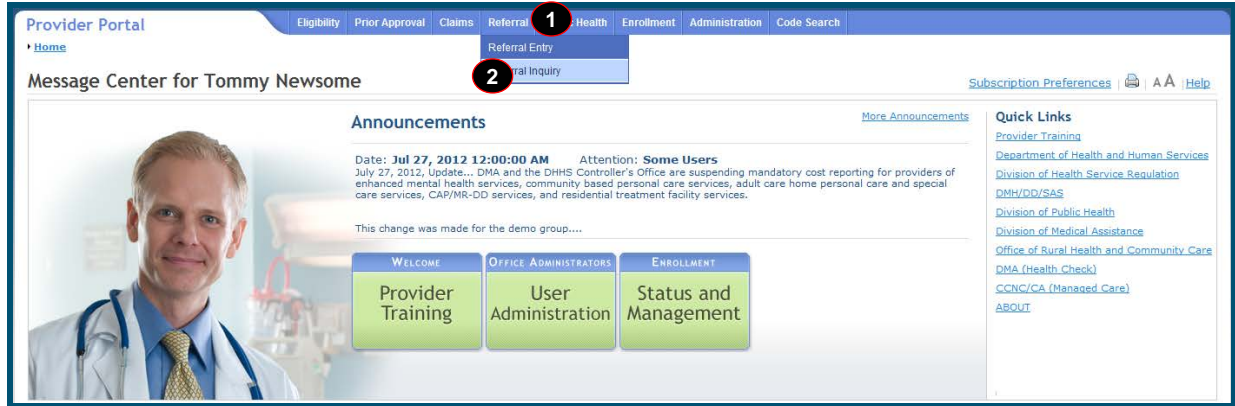 Provider Portal
Eligibility Prior Approval Claims Referral 1 Health Enrollment Administration Code Search
Home
Referral Entry
2 Inquiry
Message Center for Tommy Newsome
Subscription Preferences | | A A | Help
Announcements
More Announcements
Date: Jul 27, 2012 12:00:00 AM Attention: Some Users
July 27, 2012, Update... DMA and the DHHS Controller's Office are suspending mandatory cost reporting for providers of
enhanced mental health services, community based personal care services, adult care home personal care and special
care services, CAP/MR-DD services, and residential treatment facility services.
This change was made for the demo group....
WELCOME
Provider
Training
OFFICE ADMINISTRATORS
User
Administration
ENROLLMENT
Status and
Management
Quick Links
Provider Training
Department of Health and Human Services
Division of Health Service Regulation
DMH/DD/SAS
Division of Public Health
Division of Medical Assistance
Office of Rural Health and Community Care
DMA (Health Check)
CCNC/CA (Managed Care)
ABOUT